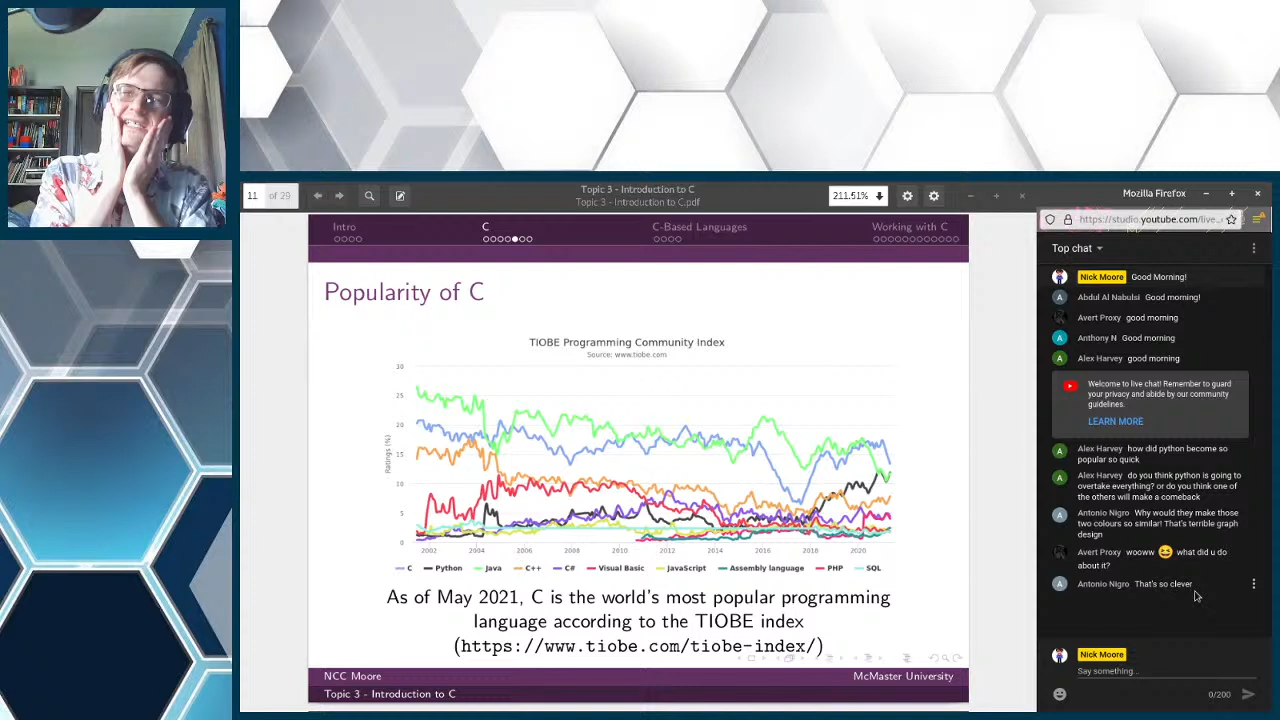 11 of 29
Topic 3 - Introduction to C
Topic 3 - Introduction to C.pdf
211.51%
Intro
C
C-Based Languages
Working with C
Popularity of C
TIOBE Programming Community Index
Source: www.tiobe.com
Ratings (%)
30
25
20
15
10
5
0
2002 2004 2006 2008 2010 2012 2014 2016 2018 2020
C Python Java C++ C# Visual Basic JavaScript Assembly language PHP SQL
As of May 2021, C is the world's most popular programming
language according to the TIOBE index
(https://www.tiobe.com/tiobe-index/)
NCC Moore
McMaster University
Topic 3 - Introduction to C
Mozilla Firefox
https://studio.youtube.com/live_
Top chat
Nick Moore Good Morning!
A Abdul Al Nabulsi Good morning!
Avert Proxy good morning
A Anthony N Good morning
A Alex Harvey good morning
Welcome to live chat! Remember to guard
your privacy and abide by our community
guidelines.
LEARN MORE
A Alex Harvey how did python become so
popular so quick
A Alex Harvey do you think python is going to
overtake everything? or do you think one of
the others will make a comeback
A Antonio Nigro Why would they make those
two colours so similar! That's terrible graph
design
Avert Proxy wooww 😆 what did u do
about it?
A Antonio Nigro That's so clever
Nick Moore
Say something...
0/200